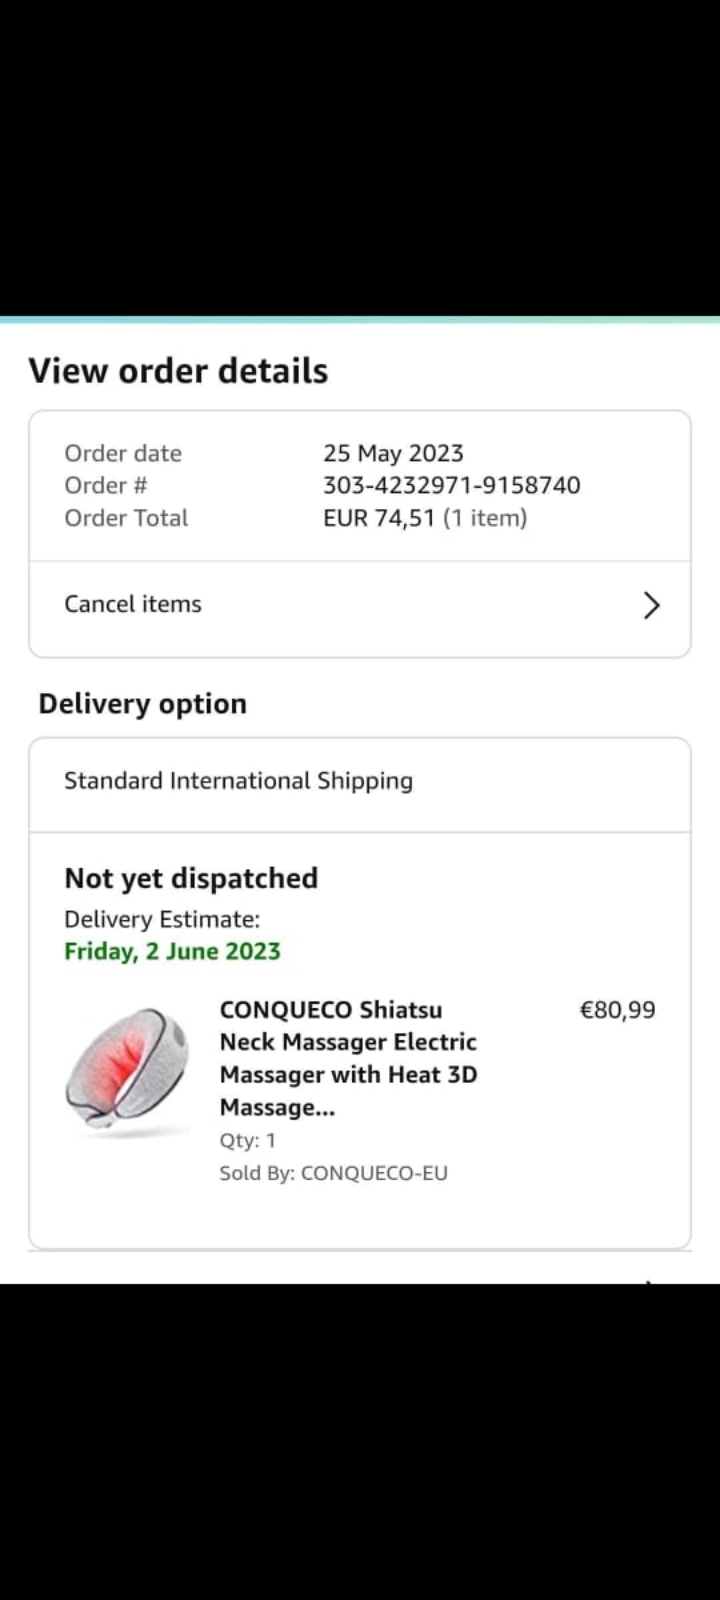 View order details
Order date 25 May 2023
Order # 303-4232971-9158740
Order Total EUR 74,51 (1 item)
Cancel items
Delivery option
Standard International Shipping
Not yet dispatched
Delivery Estimate:
Friday, 2 June 2023
CONQUECO Shiatsu €80,99
Neck Massager Electric
Massager with Heat 3D
Massage...
Qty: 1
Sold By: CONQUECO-EU